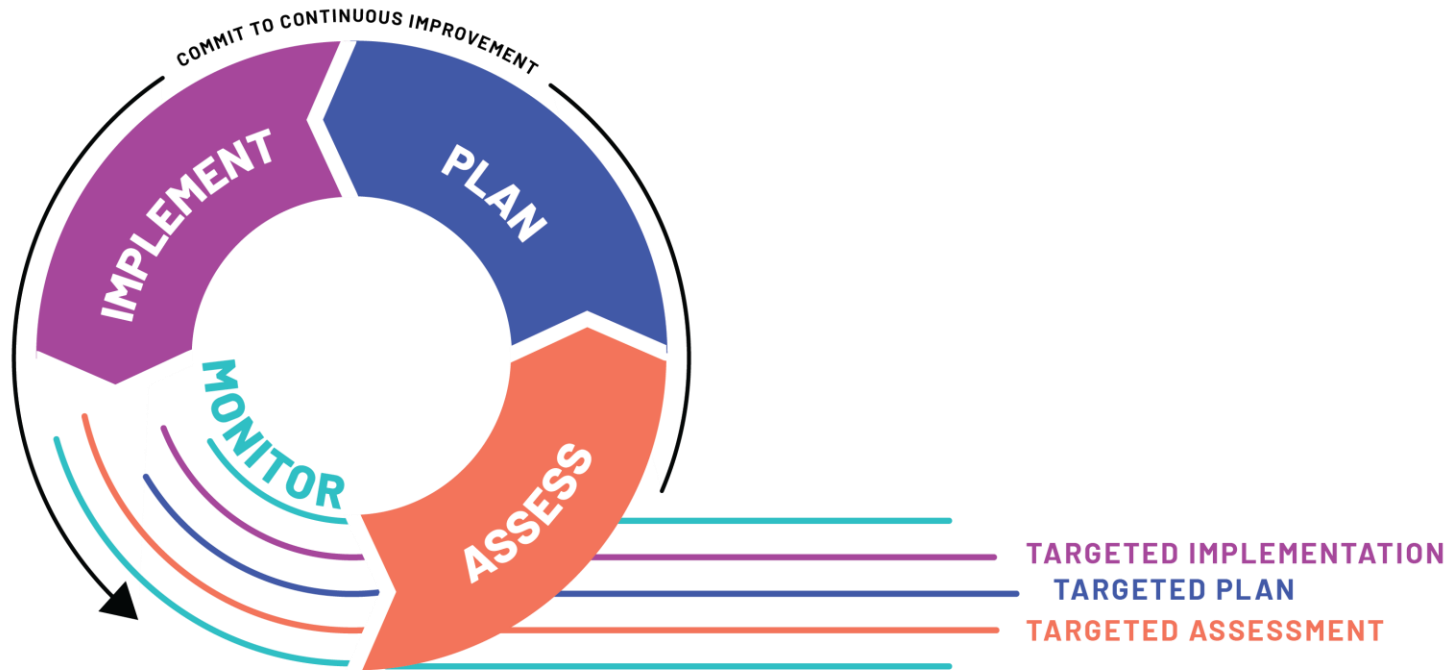 COMMIT TO CONTINUOUS IMPROVEMENT
IMPLEMENT
PLAN
MONITOR
ASSESS
TARGETED IMPLEMENTATION
TARGETED PLAN
TARGETED ASSESSMENT